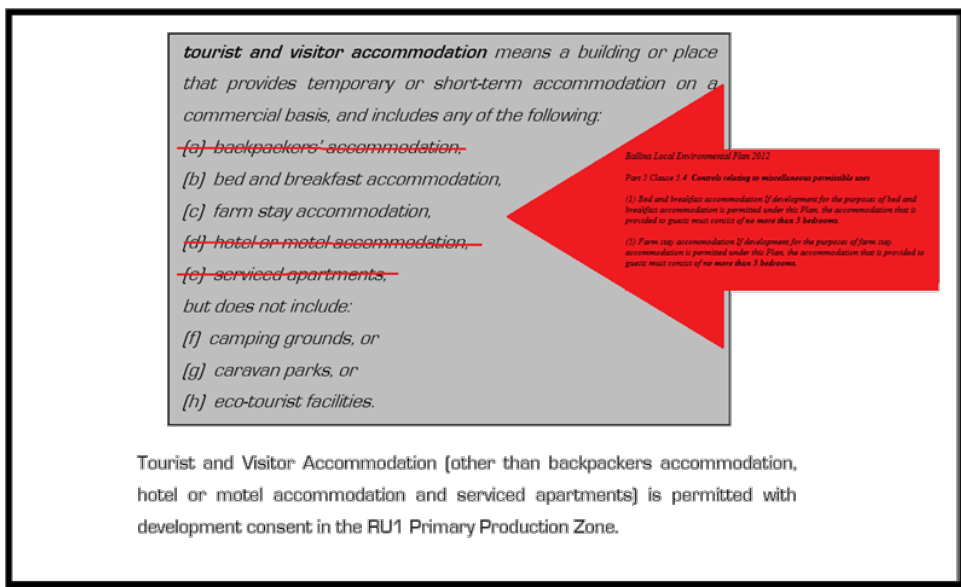 tourist and visitor accommodation means a building or place
that provides temporary or short-term accommodation on a
commercial basis, and includes any of the following:
(a) backpackers' accommodation,
(b) bed and breakfast accommodation,
(c) farm stay accommodation,
(d) hotel or motel accommodation,
(e) serviced apartments,
but does not include:
(f) camping grounds, or
(g) caravan parks, or
(h) eco-tourist facilities.
Ballina Local Environmental Plan 2012
Part 5 Clause 5.4 Controls relating to miscellaneous permissible uses
(1) Bed and breakfast accommodation If development for the purposes of bed and
breakfast accommodation is permitted under this Plan, the accommodation that is
provided to guests must consist of no more than 5 bedrooms.
(5) Farm stay accommodation If development for the purposes of farm stay
accommodation is permitted under this Plan, the accommodation that is provided to
guests must consist of no more than 3 bedrooms.
Tourist and Visitor Accommodation (other than backpackers accommodation,
hotel or motel accommodation and serviced apartments) is permitted with
development consent in the RU1 Primary Production Zone.